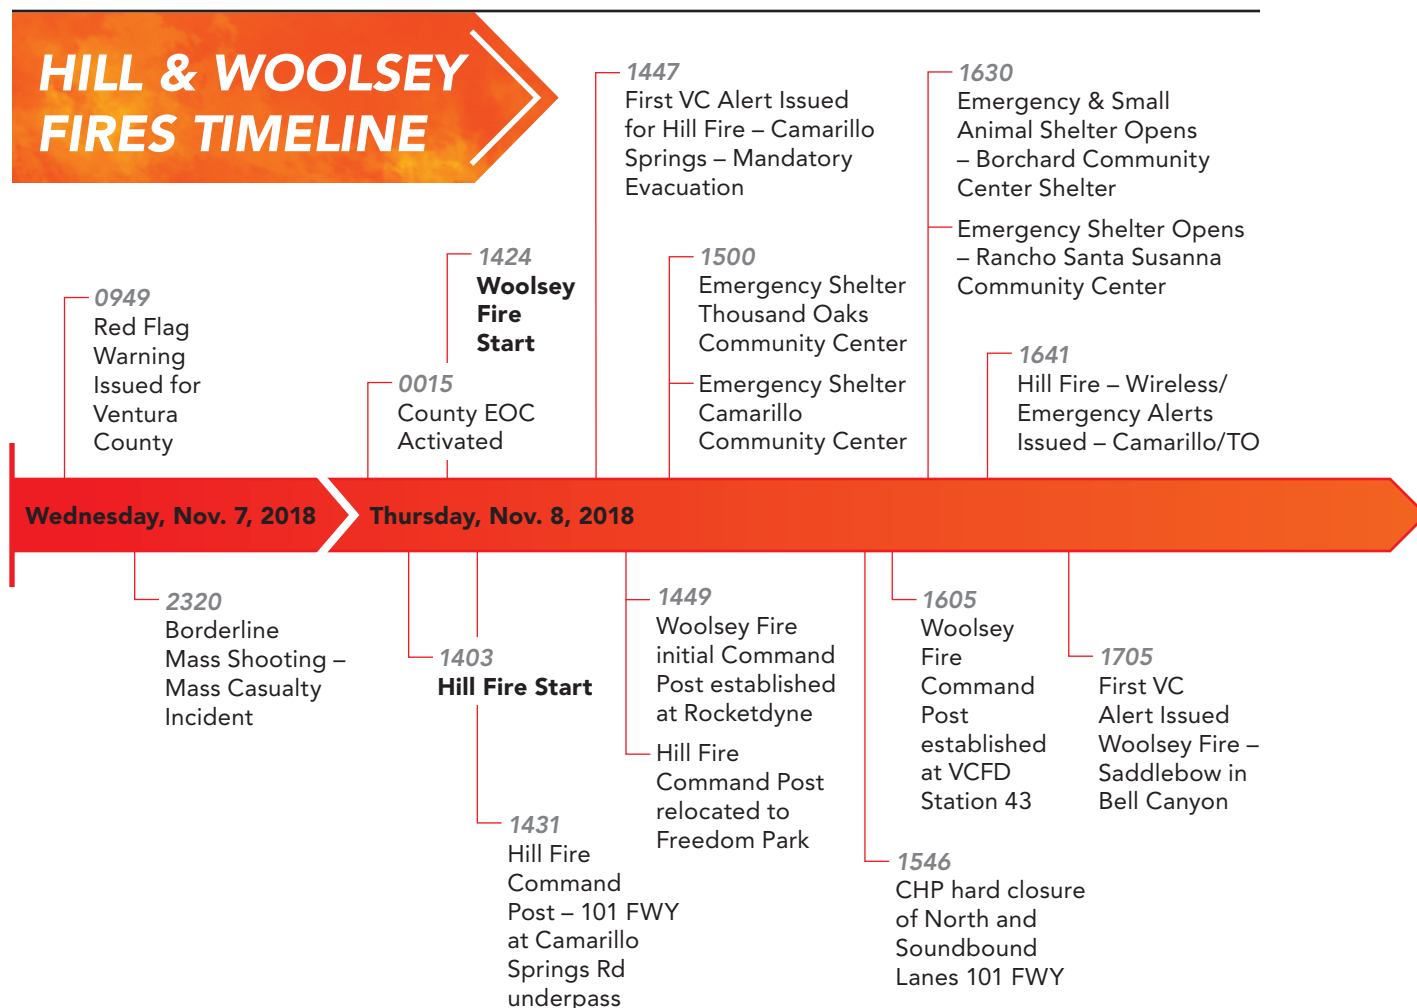 HILL & WOOLSEY
FIRES TIMELINE
0949
Red Flag
Warning
Issued for
Ventura
County
0015
County EOC
Activated
1424
Woolsey
Fire
Start
1447
First VC Alert Issued
for Hill Fire – Camarillo
Springs – Mandatory
Evacuation
1500
Emergency Shelter
Thousand Oaks
Community Center
Emergency Shelter
Camarillo
Community Center
1630
Emergency & Small
Animal Shelter Opens
– Borchard Community
Center Shelter
Emergency Shelter Opens
– Rancho Santa Susanna
Community Center
1641
Hill Fire – Wireless/
Emergency Alerts
Issued – Camarillo/TO
Wednesday, Nov. 7, 2018
Thursday, Nov. 8, 2018
2320
Borderline
Mass Shooting –
Mass Casualty
Incident
1403
Hill Fire Start
1431
Hill Fire
Command
Post – 101 FWY
at Camarillo
Springs Rd
underpass
1449
Woolsey Fire
initial Command
Post established
at Rocketdyne
Hill Fire
Command Post
relocated to
Freedom Park
1546
CHP hard closure
of North and
Soundbound
Lanes 101 FWY
1605
Woolsey
Fire
Command
Post
established
at VCFD
Station 43
1705
First VC
Alert Issued
Woolsey Fire –
Saddlebow in
Bell Canyon